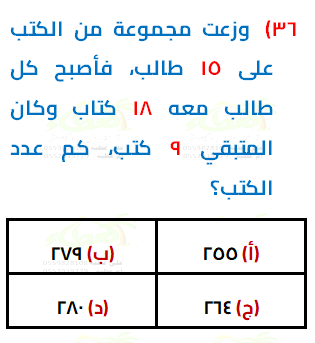 ٣٦) وزعت مجموعة من الكتب
على ١٥ طالب، فأصبح كل
طالب معه ١٨ كتاب وكان
المتبقي ٩ كتب، كم عدد
الكتب؟
(أ) ٢٥٥
(ب) ٢٧٩
(ج) ٢٦٤
(د) ٢٨٠